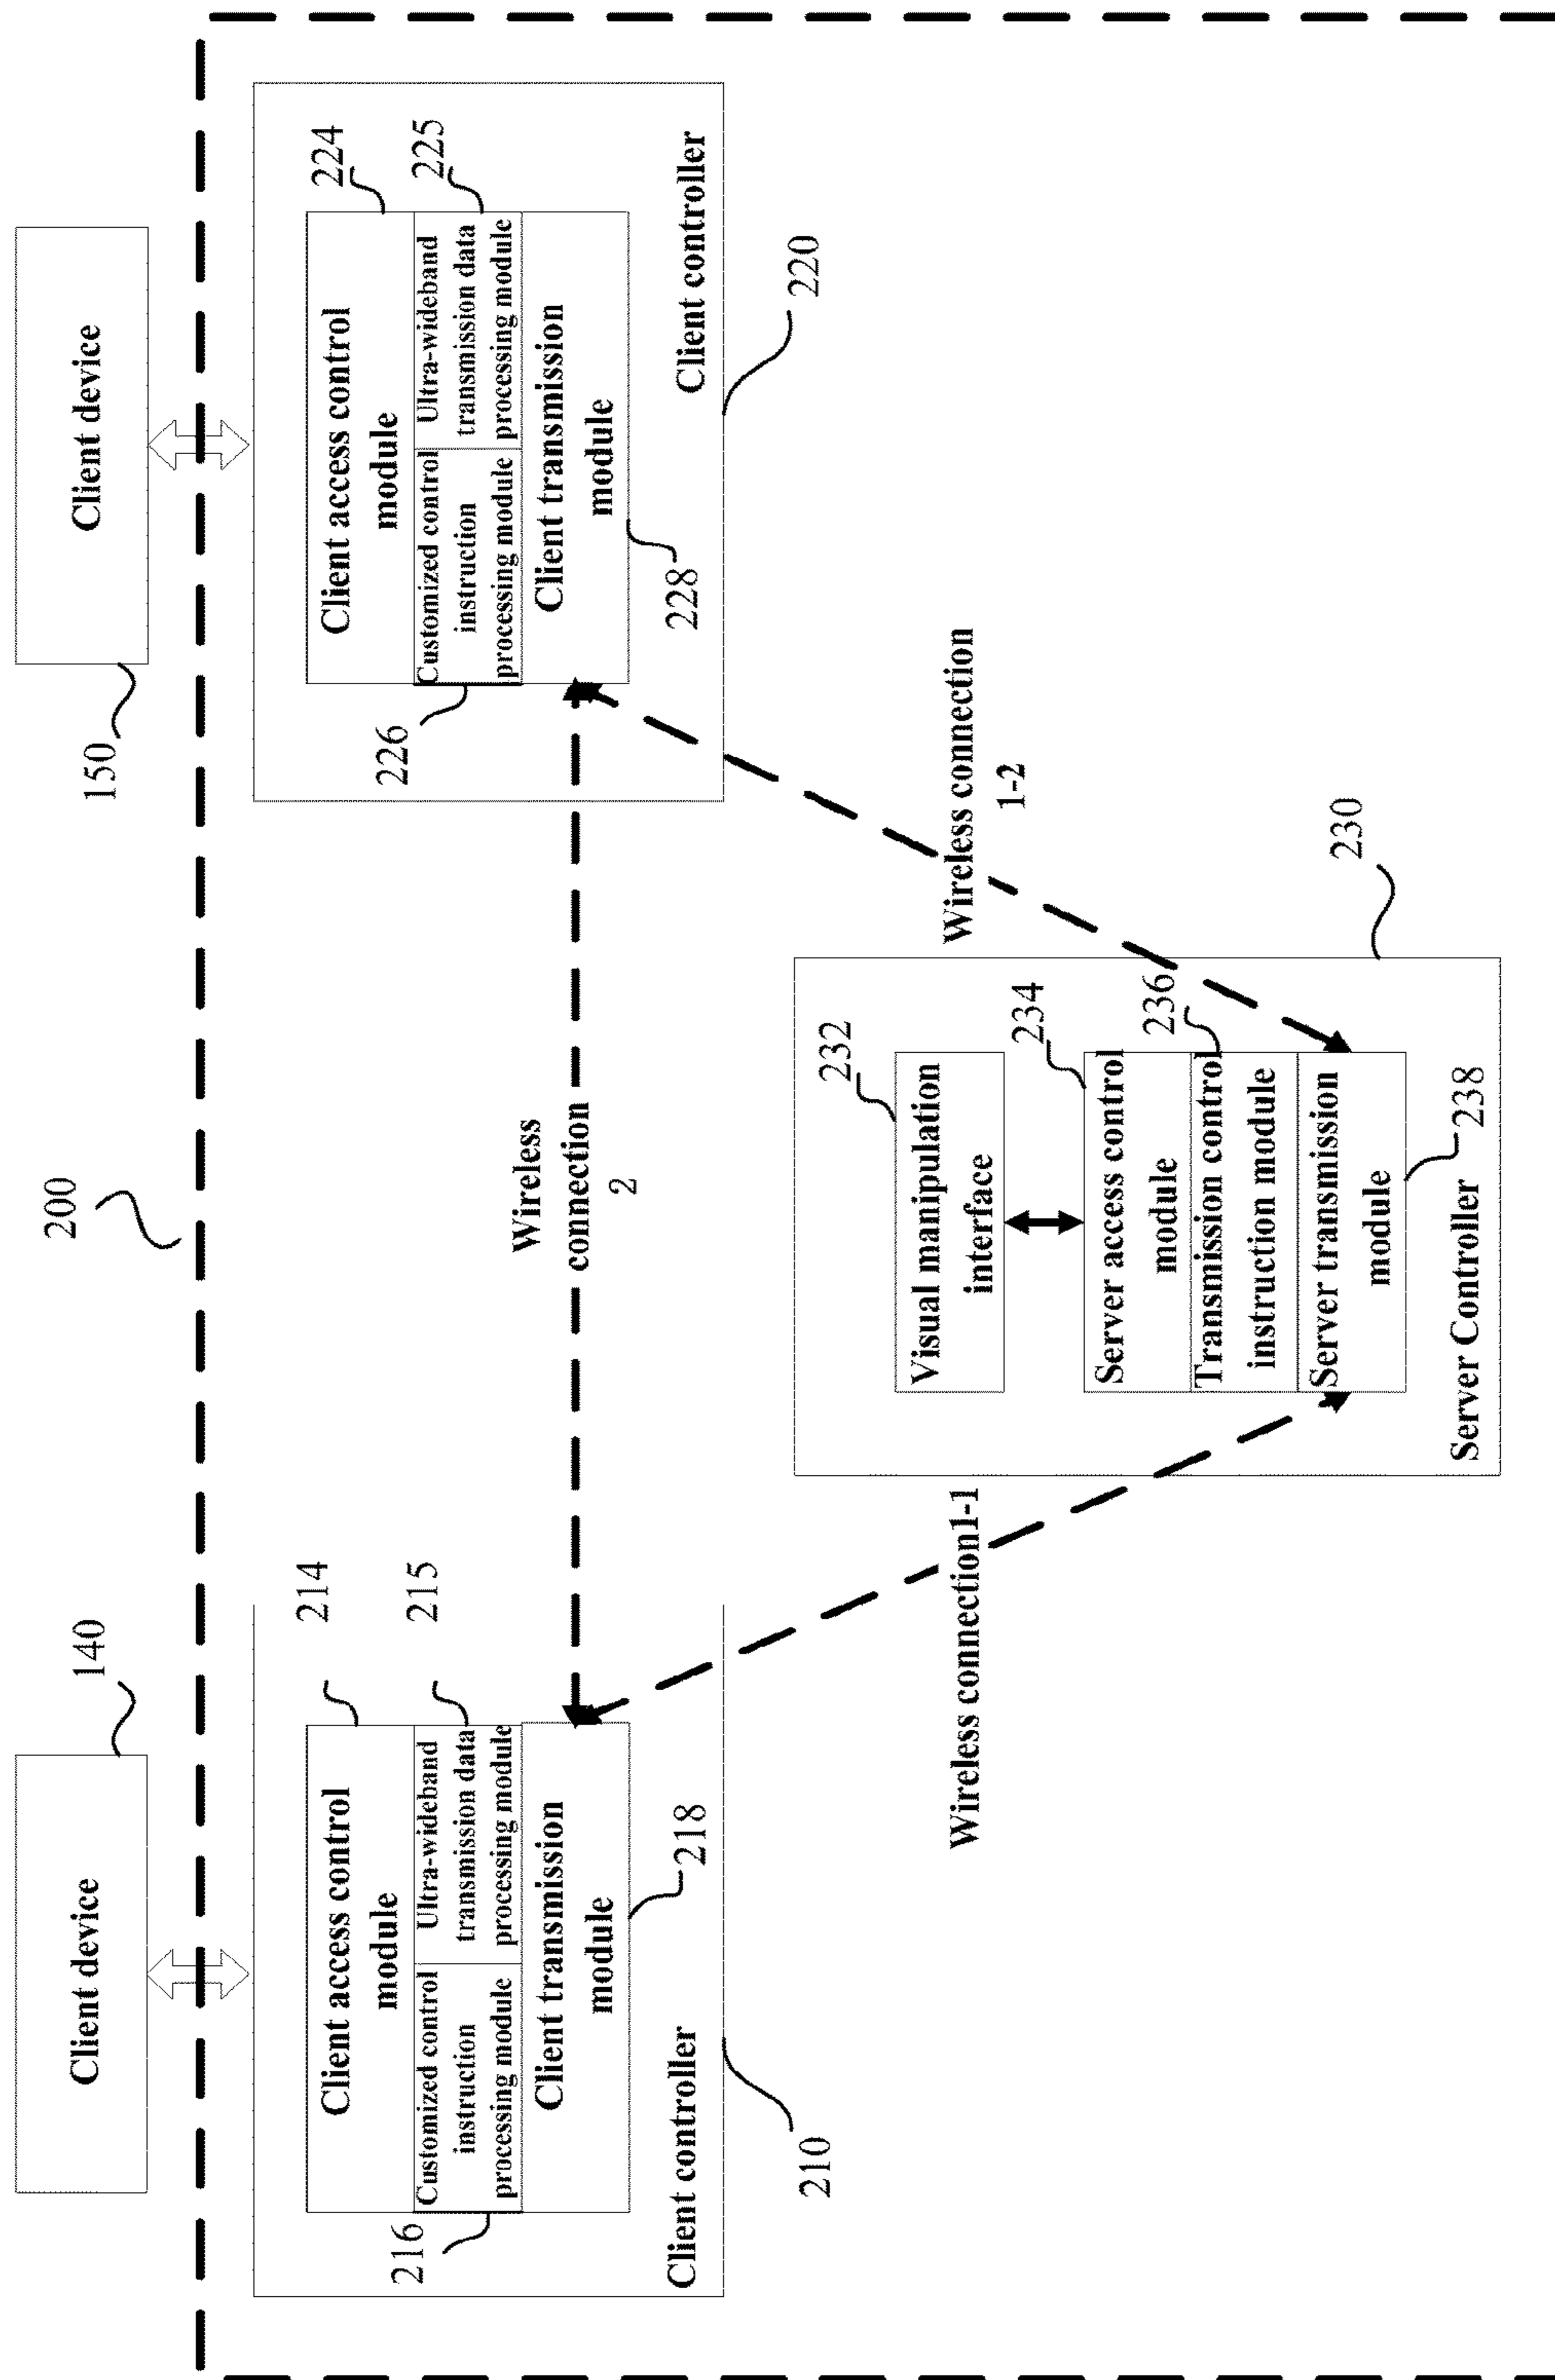 140
Client device
150
Client device
200
214
Client access control
module
215
Customized control
instruction
processing module
Ultra-wideband
transmission data
processing module
216
Client transmission
module
218
Client controller
210
Wireless
connection
2
224
Client access control
module
225
Customized control
instruction
processing module
Ultra-wideband
transmission data
processing module
226
Client transmission
module
228
Client controller
220
Wireless connection1-1
Wireless connection
1-2
230
232
Visual manipulation
interface
234
Server access control
module
236
Transmission control
instruction module
Server transmission
module
238
Server Controller